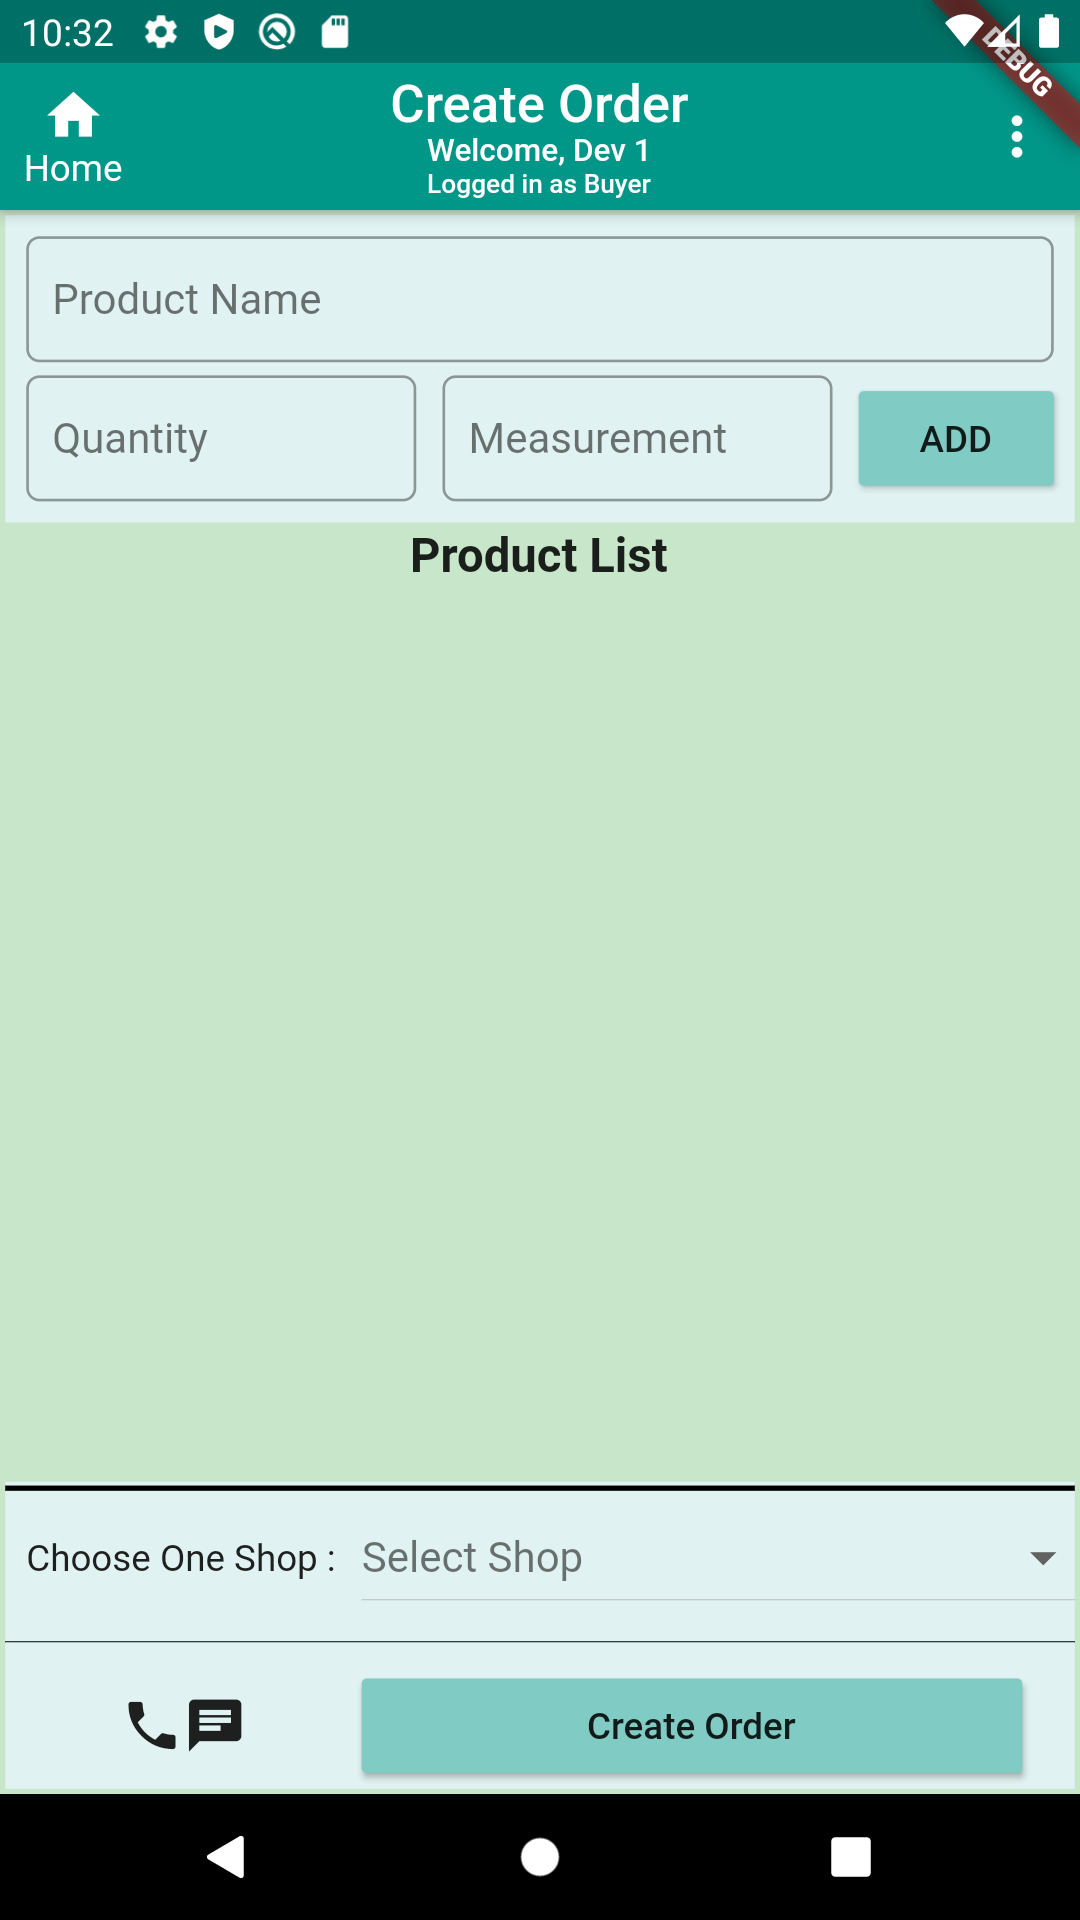 10:32
DEBUG
Home
Create Order
Welcome, Dev 1
Logged in as Buyer
Product Name
Quantity
Measurement
ADD
Product List
Choose One Shop :
Select Shop
Create Order